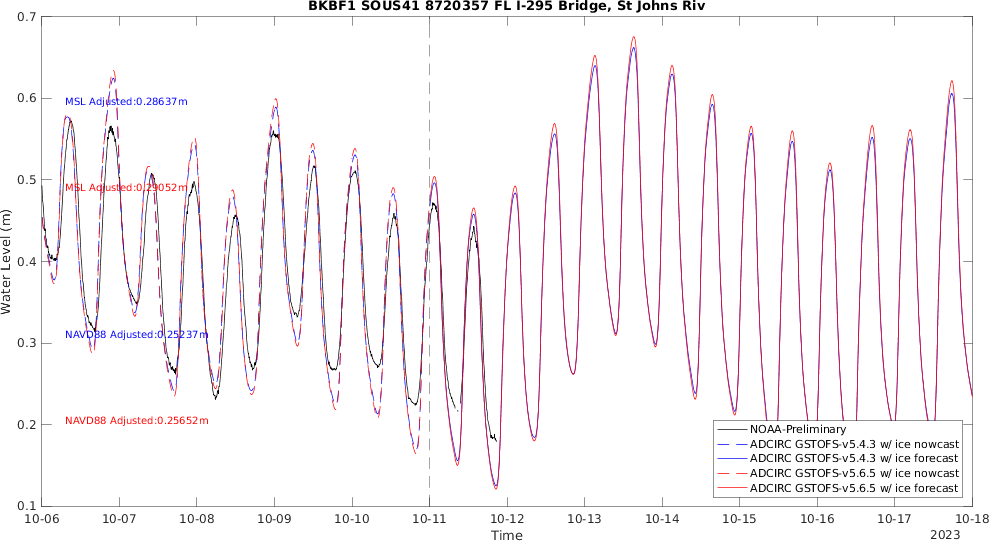 BKBF1 SOUS41 8720357 FL I-295 Bridge, St Johns Riv
0.7
0.6
0.5
0.4
0.3
0.2
0.1
Water Level (m)
MSL Adjusted:0.28637m
MSL Adjusted:0.29052m
NAVD88 Adjusted:0.25237m
NAVD88 Adjusted:0.25652m
NOAA-Preliminary
ADCIRC GSTOFS-v5.4.3 w/ ice nowcast
ADCIRC GSTOFS-v5.4.3 w/ ice forecast
ADCIRC GSTOFS-v5.6.5 w/ ice nowcast
ADCIRC GSTOFS-v5.6.5 w/ ice forecast
10-06 10-07 10-08 10-09 10-10 10-11 10-12 10-13 10-14 10-15 10-16 10-17 10-18
Time
2023